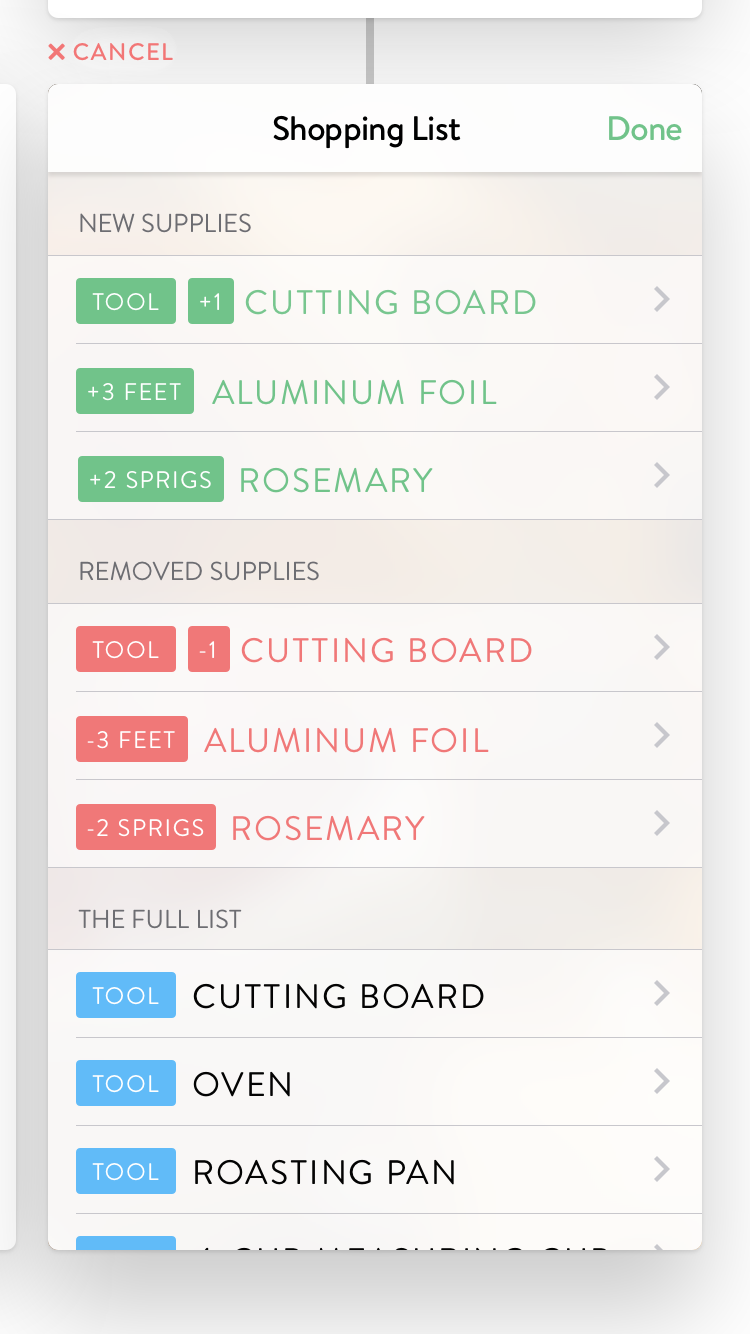 × CANCEL
Shopping List Done
NEW SUPPLIES
TOOL +1 CUTTING BOARD
+3 FEET ALUMINUM FOIL
+2 SPRIGS ROSEMARY
REMOVED SUPPLIES
TOOL -1 CUTTING BOARD
-3 FEET ALUMINUM FOIL
-2 SPRIGS ROSEMARY
THE FULL LIST
TOOL CUTTING BOARD
TOOL OVEN
TOOL ROASTING PAN